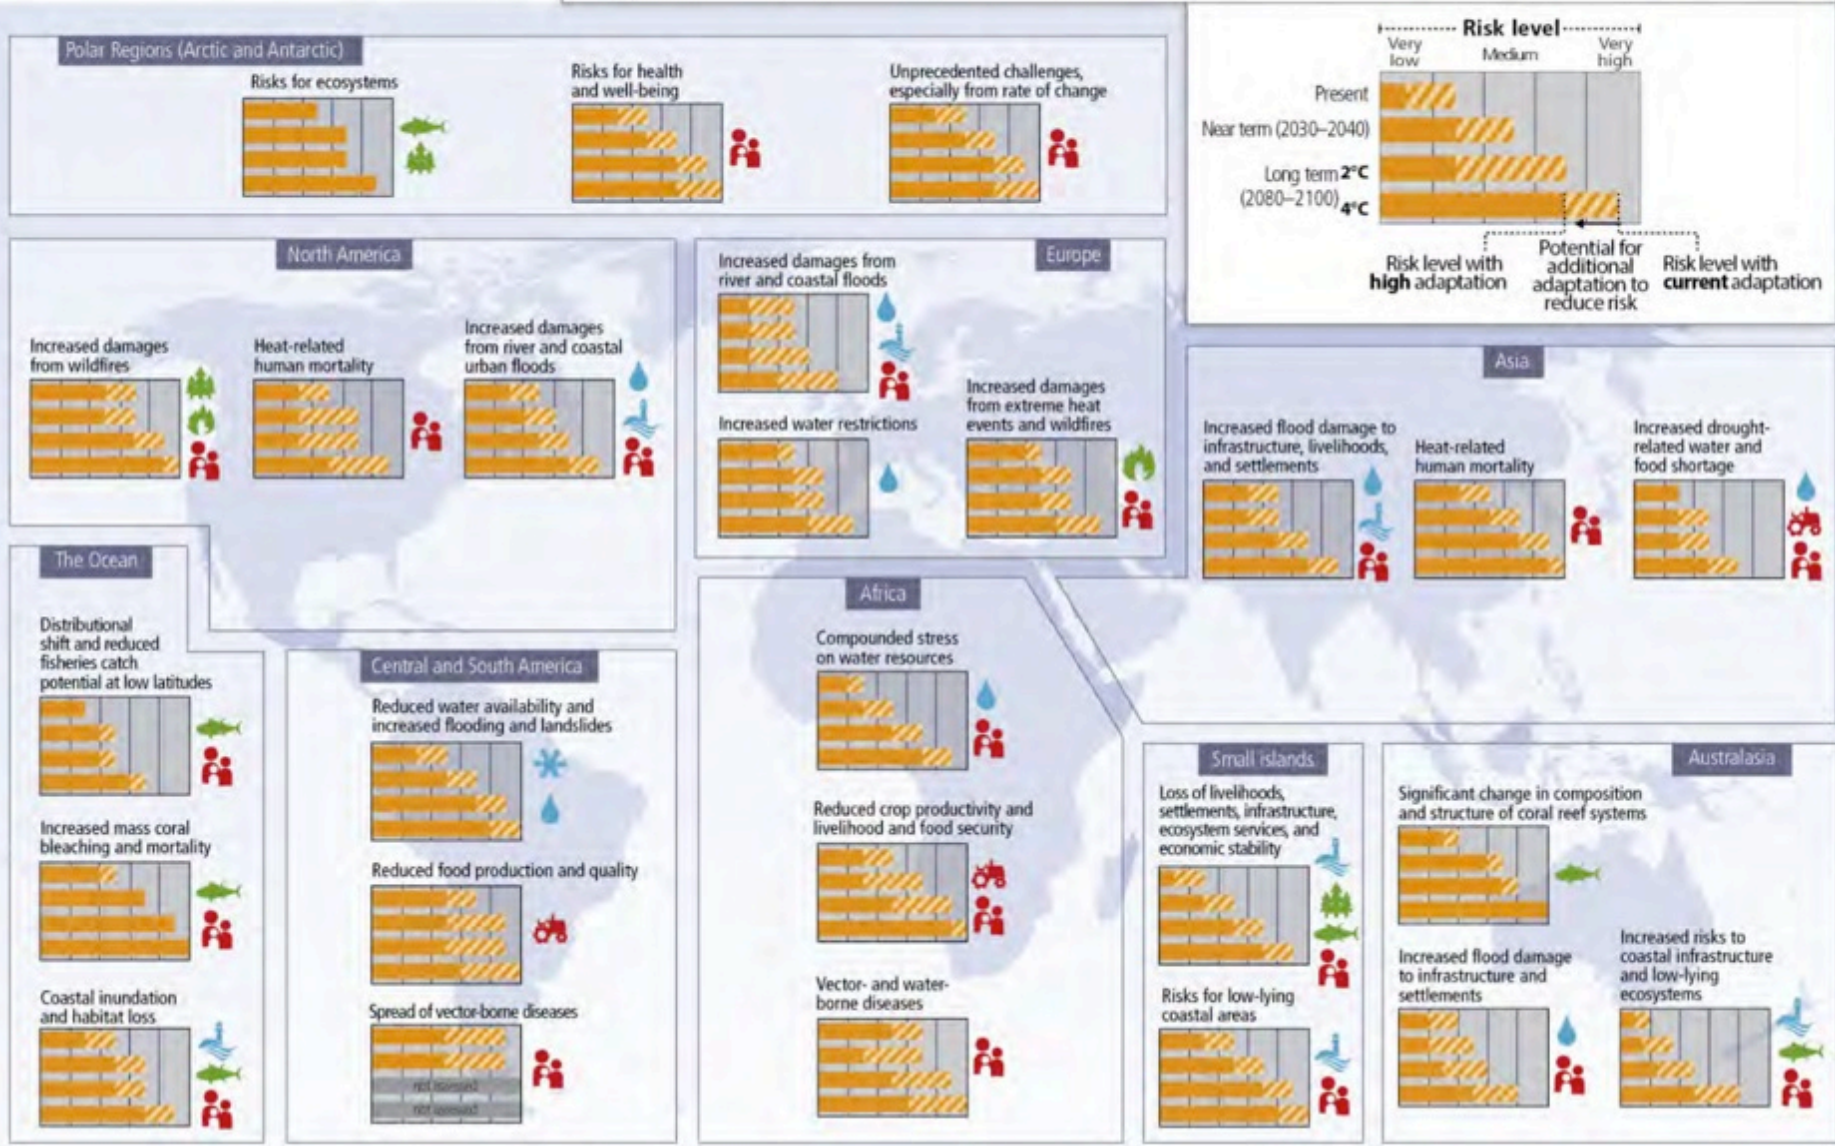 Polar Regions (Arctic and Antarctic)
Risks for ecosystems
Risks for health
and well-being
Unprecedented challenges,
especially from rate of change
Risk level
Very
low
Medium
Very
high
Present
Near term (2030–2040)
Long term 2°C
(2080–2100) 4°C
Risk level with
high adaptation
Potential for
additional
adaptation to
reduce risk
Risk level with
current adaptation
North America
Increased damages
from wildfires
Heat-related
human mortality
Increased damages
from river and coastal
urban floods
Europe
Increased damages from
river and coastal floods
Increased water restrictions
Increased damages
from extreme heat
events and wildfires
Asia
Increased flood damage to
infrastructure, livelihoods,
and settlements
Heat-related
human mortality
Increased drought-
related water and
food shortage
The Ocean
Distributional
shift and reduced
fisheries catch
potential at low latitudes
Increased mass coral
bleaching and mortality
Coastal inundation
and habitat loss
Central and South America
Reduced water availability and
increased flooding and landslides
Reduced food production and quality
Spread of vector-borne diseases
not assessed
not assessed
Africa
Compounded stress
on water resources
Reduced crop productivity and
livelihood and food security
Vector- and water-
borne diseases
Small islands
Loss of livelihoods,
settlements, infrastructure,
ecosystem services, and
economic stability
Risks for low-lying
coastal areas
Australasia
Significant change in composition
and structure of coral reef systems
Increased flood damage
to infrastructure and
settlements
Increased risks to
coastal infrastructure
and low-lying
ecosystems